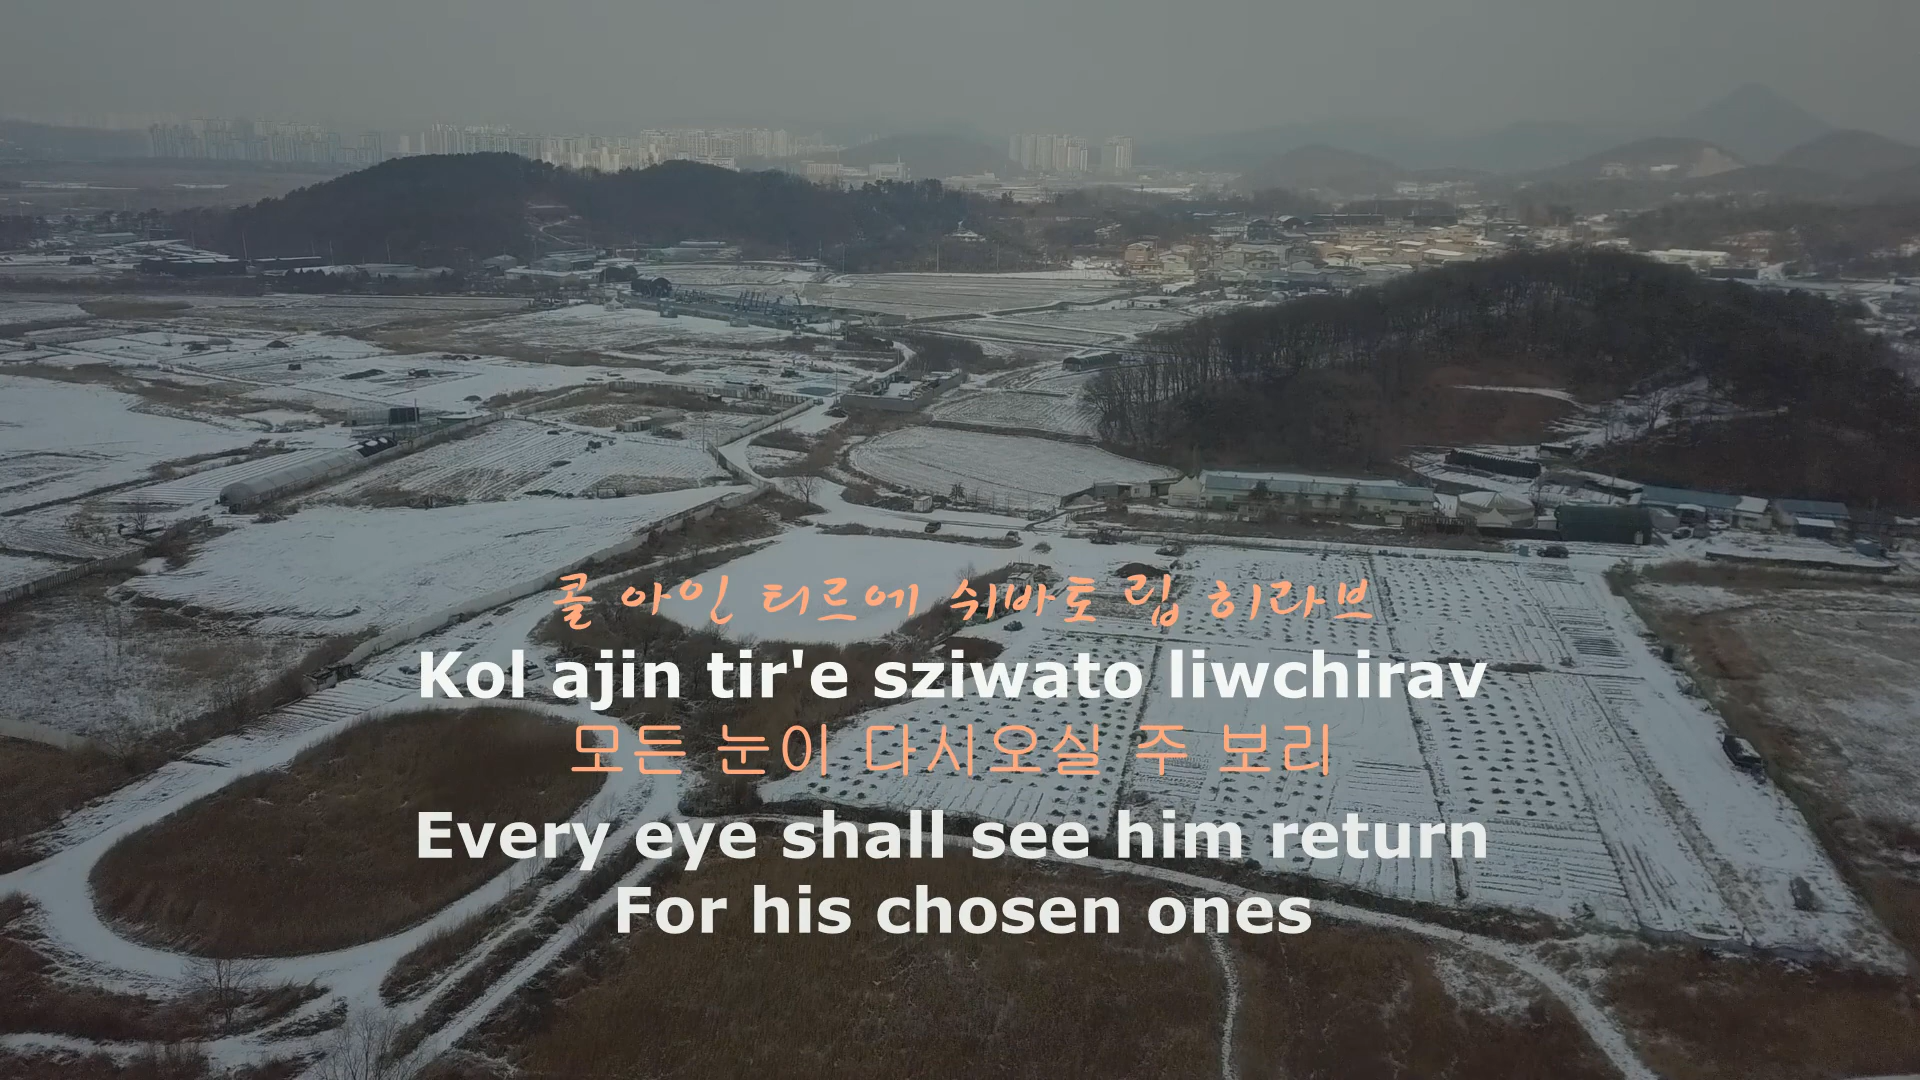 콜 아인 티르에 쉬바토 립 히라브
Kol ajin tir'e sziwato liwchirav
모든 눈이 다시오실 주 보리
Every eye shall see him return
For his chosen ones